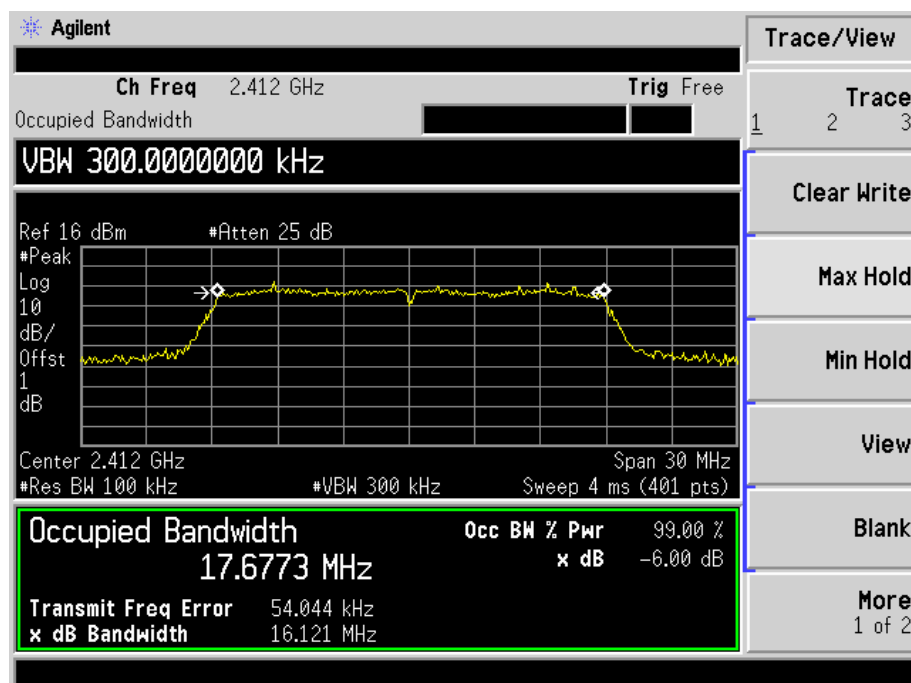 Agilent
Trace/View
Ch Freq 2.412 GHz Trig Free
Occupied Bandwidth
Trace
1 2 3
VBW 300.0000000 kHz
Clear Write
Ref 16 dBm #Atten 25 dB
#Peak
Log
10
dB/
Offst
1
dB
Max Hold
Min Hold
Center 2.412 GHz Span 30 MHz
#Res BW 100 kHz #VBW 300 kHz Sweep 4 ms (401 pts)
View
Occupied Bandwidth Occ BW % Pwr 99.00 %
17.6773 MHz x dB -6.00 dB
Blank
Transmit Freq Error 54.044 kHz
x dB Bandwidth 16.121 MHz
More
1 of 2